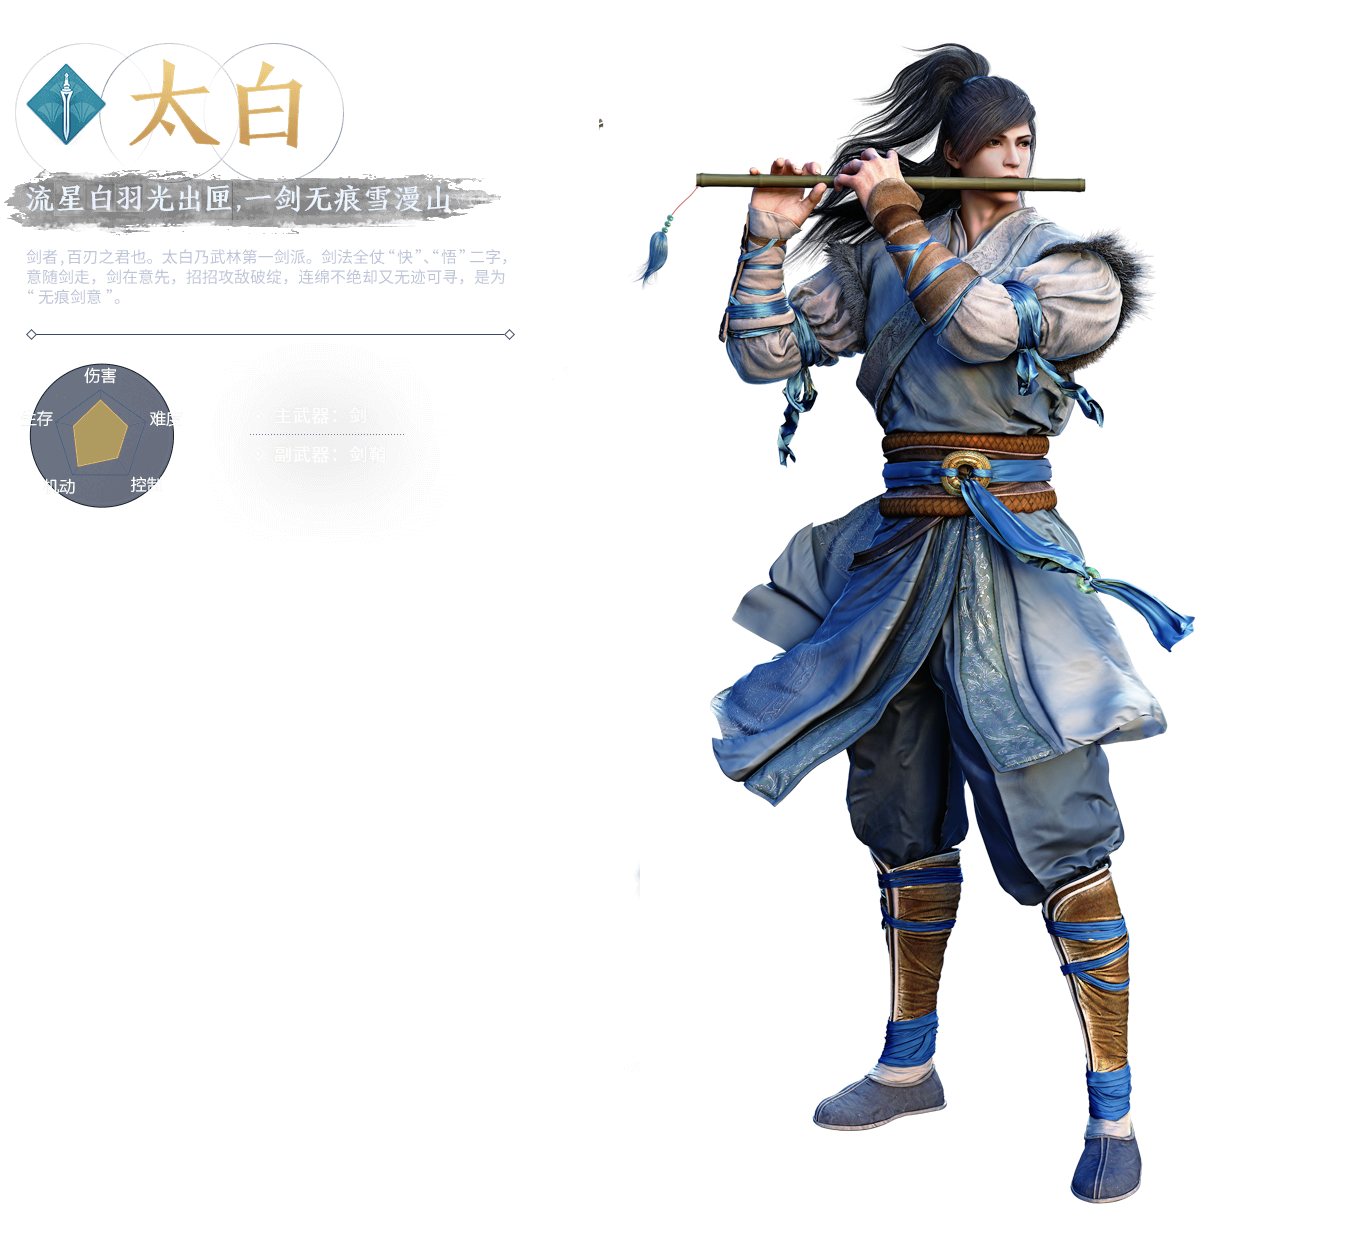 太白
流星白羽光出匣,一剑无痕雪漫山
剑者,百刃之君也。太白乃武林第一剑派。剑法全仗“快”、“悟”二字，
意随剑走，剑在意先，招招攻敌破绽，连绵不绝却又无迹可寻，是为
“无痕剑意”。
伤害
生存
难度
机动
控制
主武器：剑
副武器：剑鞘